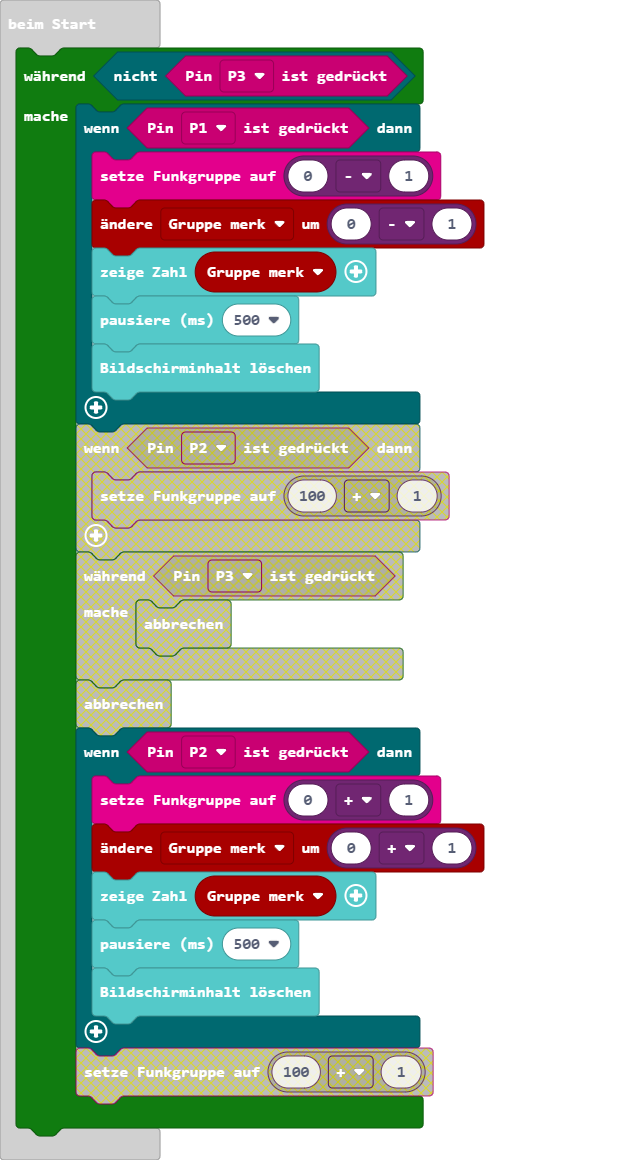 beim Start
während nicht Pin P3 ist gedrückt
mache
wenn Pin P1 ist gedrückt dann
setze Funkgruppe auf 0 - 1
ändere Gruppe merk um 0 - 1
zeige Zahl Gruppe merk
pausiere (ms) 500
Bildschirminhalt löschen
wenn Pin P2 ist gedrückt dann
setze Funkgruppe auf 100 + 1
während Pin P3 ist gedrückt
mache abbrechen
abbrechen
wenn Pin P2 ist gedrückt dann
setze Funkgruppe auf 0 + 1
ändere Gruppe merk um 0 + 1
zeige Zahl Gruppe merk
pausiere (ms) 500
Bildschirminhalt löschen
setze Funkgruppe auf 100 + 1